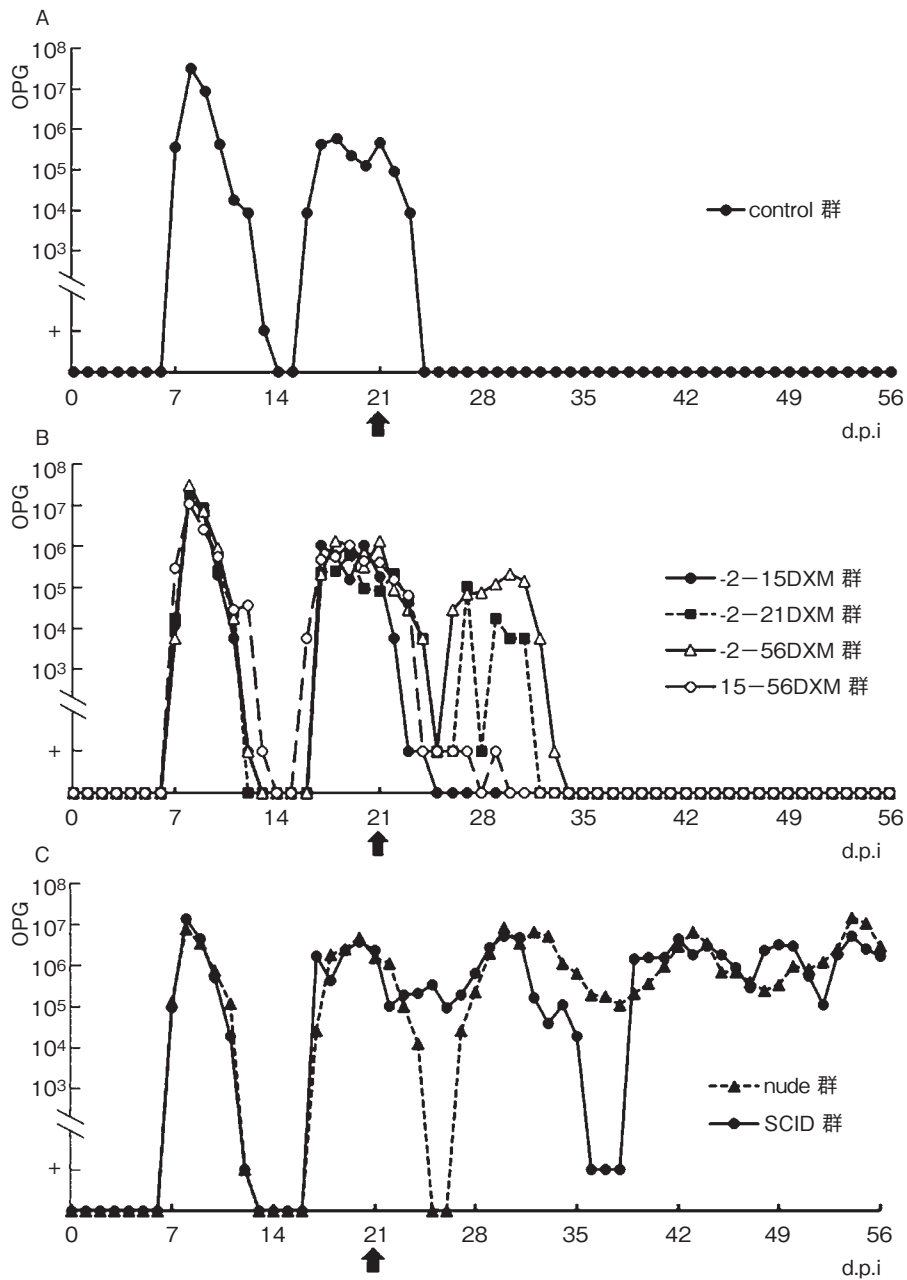 A
OPG
10⁸
10⁷
10⁶
10⁵
10⁴
10³
+
control 群
0 7 14 21 28 35 42 49 56
d.p.i
B
OPG
10⁸
10⁷
10⁶
10⁵
10⁴
10³
+
-2－15DXM 群
-2－21DXM 群
-2－56DXM 群
15－56DXM 群
0 7 14 21 28 35 42 49 56
d.p.i
C
OPG
10⁸
10⁷
10⁶
10⁵
10⁴
10³
+
nude 群
SCID 群
0 7 14 21 28 35 42 49 56
d.p.i